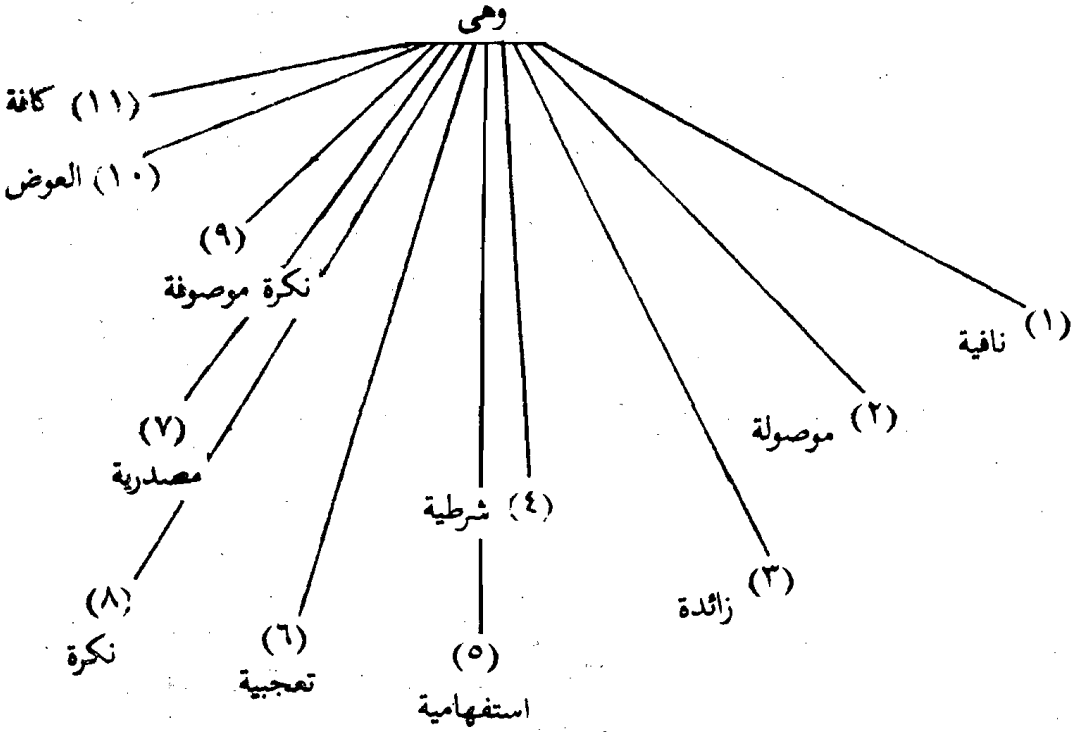 وهى
(١) نافية
(٢) موصولة
(٣) زائدة
(٤) شرطية
(٥)
استفهامية
(٦)
تعجبية
(٧)
مصدرية
(٨)
نكرة
(٩)
نكرة موصوفة
(١٠) العوض
(١١) كافة